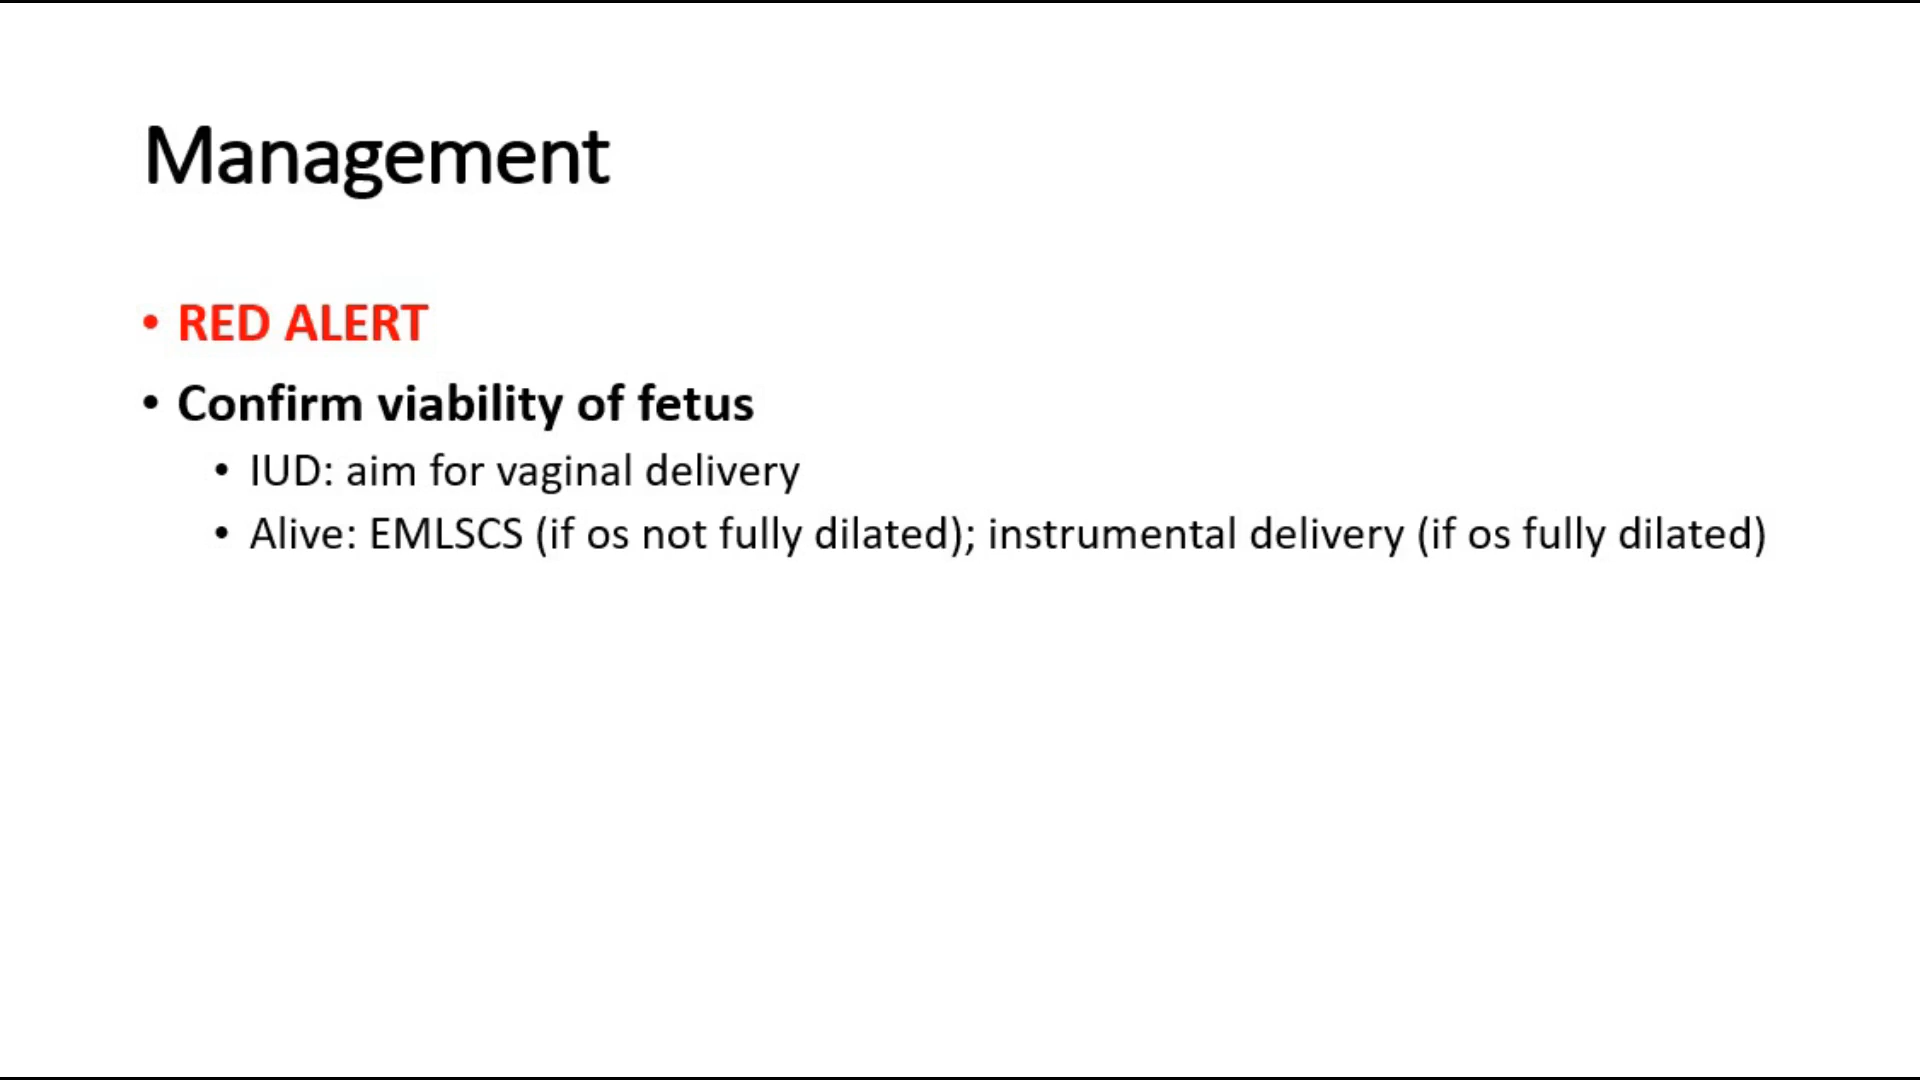 Management
• RED ALERT
• Confirm viability of fetus
• IUD: aim for vaginal delivery
• Alive: EMLSCS (if os not fully dilated); instrumental delivery (if os fully dilated)